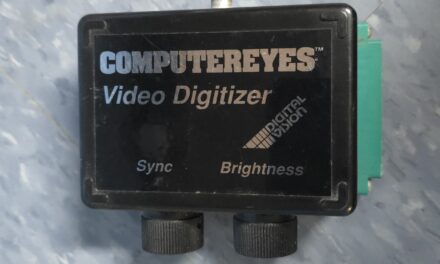 COMPUTEREYES™
Video Digitizer
DIGITAL
VISION
Sync Brightness